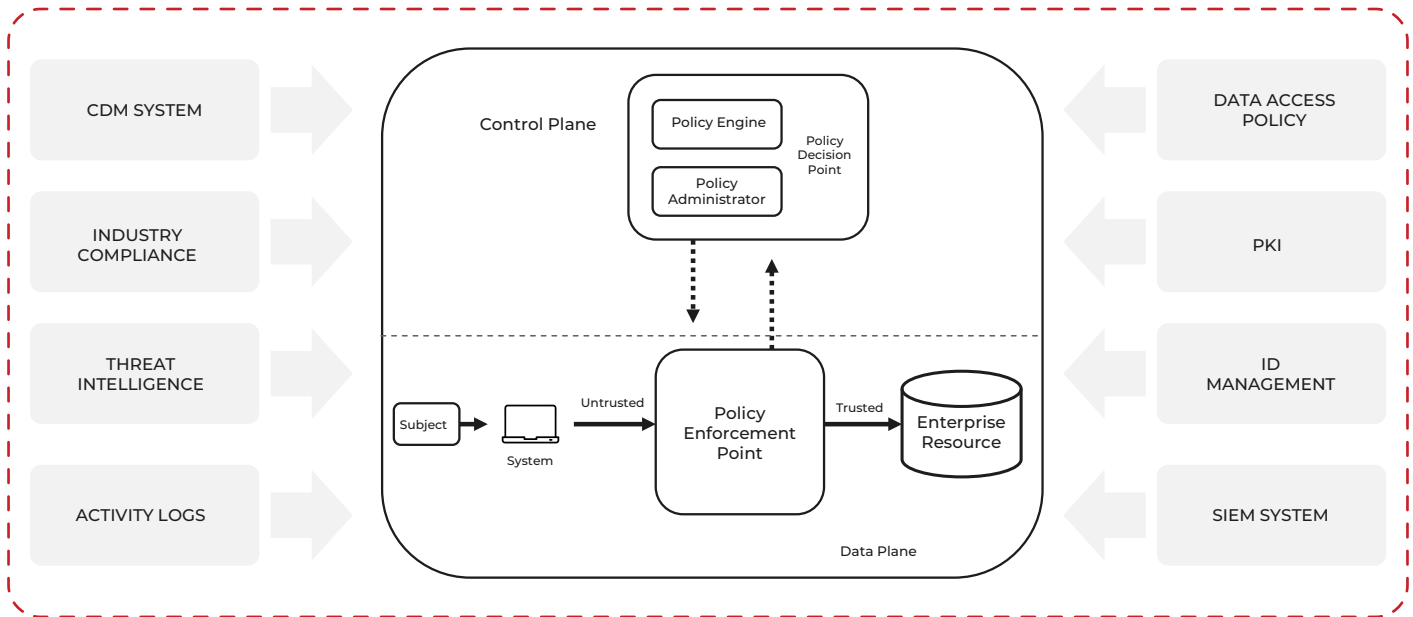 CDM SYSTEM
INDUSTRY
COMPLIANCE
THREAT
INTELLIGENCE
ACTIVITY LOGS
Control Plane
Policy Engine
Policy
Administrator
Policy
Decision
Point
Subject
System
Untrusted
Policy
Enforcement
Point
Trusted
Enterprise
Resource
Data Plane
DATA ACCESS
POLICY
PKI
ID
MANAGEMENT
SIEM SYSTEM